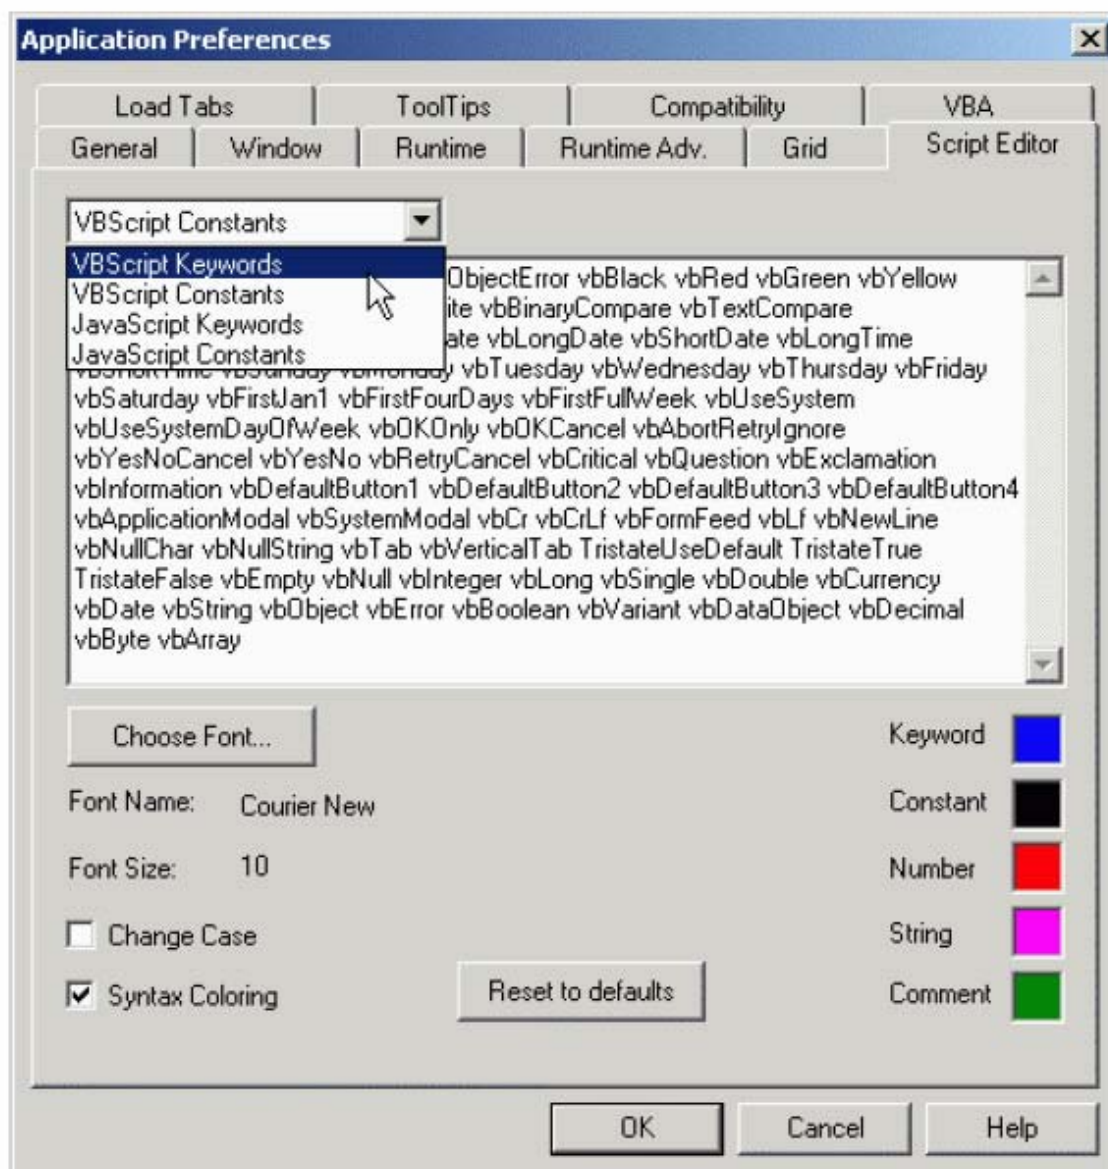 Application Preferences
Load Tabs ToolTips Compatibility VBA
General Window Runtime Runtime Adv. Grid Script Editor
VBScript Constants
VBScript Keywords
VBScript Constants
JavaScript Keywords
JavaScript Constants
ObjectError vbBlack vbRed vbGreen vbYellow
ite vbBinaryCompare vbTextCompare
ate vbLongDate vbShortDate vbLongTime
vbShortTime vbSunday vbMonday vbTuesday vbWednesday vbThursday vbFriday
vbSaturday vbFirstJan1 vbFirstFourDays vbFirstFullWeek vbUseSystem
vbUseSystemDayOfWeek vbOKOnly vbOKCancel vbAbortRetryIgnore
vbYesNoCancel vbYesNo vbRetryCancel vbCritical vbQuestion vbExclamation
vbInformation vbDefaultButton1 vbDefaultButton2 vbDefaultButton3 vbDefaultButton4
vbApplicationModal vbSystemModal vbCr vbCrLf vbFormFeed vbLf vbNewLine
vbNullChar vbNullString vbTab vbVerticalTab TristateUseDefault TristateTrue
TristateFalse vbEmpty vbNull vbInteger vbLong vbSingle vbDouble vbCurrency
vbDate vbString vbObject vbError vbBoolean vbVariant vbDataObject vbDecimal
vbByte vbArray
Choose Font... Keyword
Font Name: Courier New Constant
Font Size: 10 Number
Change Case String
Syntax Coloring Reset to defaults Comment
OK Cancel Help